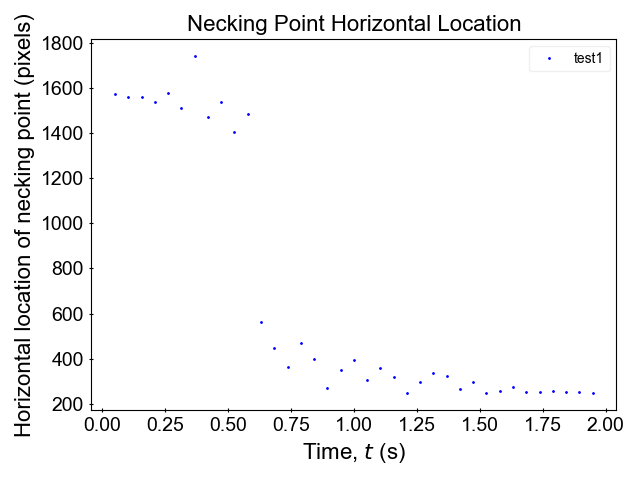 Necking Point Horizontal Location
Horizontal location of necking point (pixels)
1800
1600
1400
1200
1000
800
600
400
200
test1
0.00 0.25 0.50 0.75 1.00 1.25 1.50 1.75 2.00
Time, t (s)